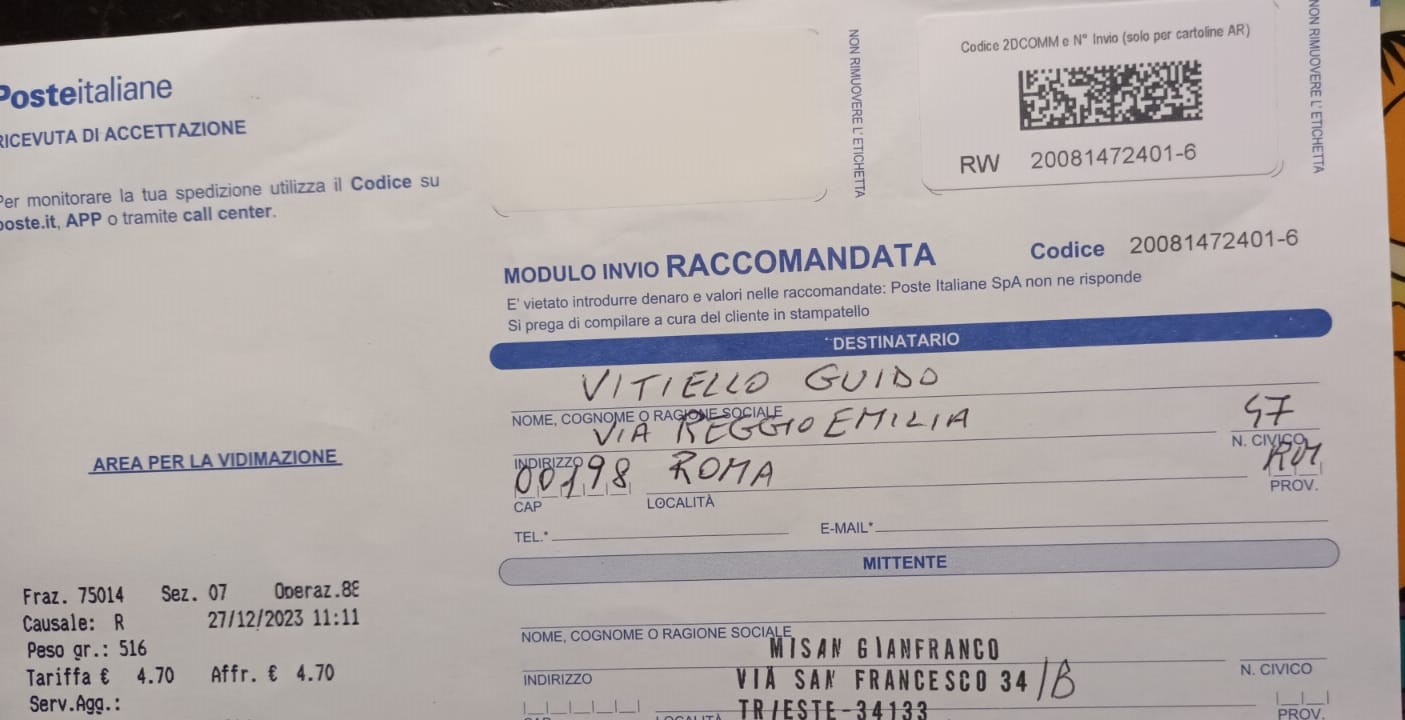 Posteitaliane
RICEVUTA DI ACCETTAZIONE
Per monitorare la tua spedizione utilizza il Codice su
poste.it, APP o tramite call center.
NON RIMUOVERE L'ETICHETTA
Codice 2DCOMM e N° Invio (solo per cartoline AR)
RW 20081472401-6
NON RIMUOVERE L'ETICHETTA
MODULO INVIO RACCOMANDATA
Codice 20081472401-6
E' vietato introdurre denaro e valori nelle raccomandate: Poste Italiane SpA non ne risponde
Si prega di compilare a cura del cliente in stampatello
DESTINATARIO
VITIELLO GUIDO
NOME, COGNOME O RAGIONE SOCIALE
VIA REGGIO EMILIA 47
INDIRIZZO N. CIVICO
00198 ROMA RM
CAP LOCALITÀ PROV.
TEL.* E-MAIL*
AREA PER LA VIDIMAZIONE
MITTENTE
NOME, COGNOME O RAGIONE SOCIALE
MISAN GIANFRANCO
INDIRIZZO N. CIVICO
VIA SAN FRANCESCO 34/B
TRIESTE-34133
LOCALITÀ PROV.
Fraz. 75014 Sez. 07 Operaz.88
Causale: R 27/12/2023 11:11
Peso gr.: 516
Tariffa € 4.70 Affr. € 4.70
Serv.Agg.: